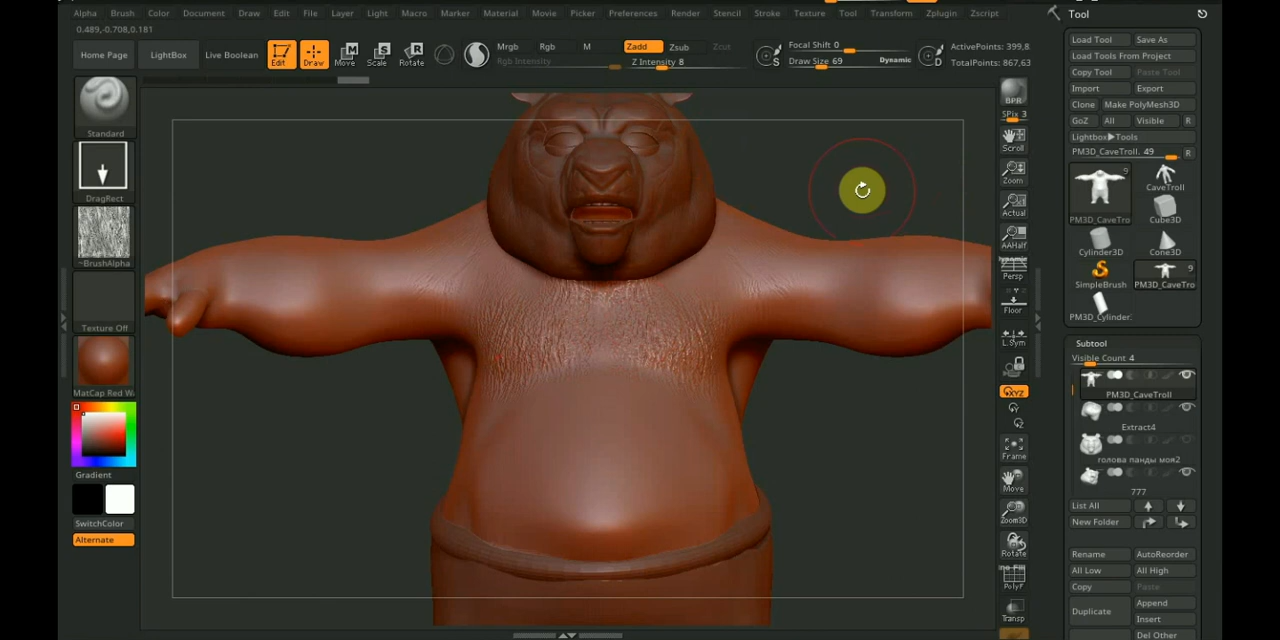 Alpha Brush Color Document Draw Edit File Layer Light Macro Marker Material Movie Picker Preferences Render Stencil Stroke Texture Tool Transform Zplugin Zscript
0.489,-0.708,0.181
Home Page LightBox Live Boolean Edit Draw Move Scale Rotate
Mrgb Rgb M Zadd Zsub Zcut
Rgb Intensity Z Intensity 8
Focal Shift 0
Draw Size 69 Dynamic
S D
ActivePoints: 399,8
TotalPoints: 867,63
Standard
DragRect
~BrushAlpha
Texture Off
MatCap Red W
Gradient
SwitchColor
Alternate
BPR
SPix 3
Scroll
Zoom
Actual
AAHalf
Persp
Floor
L.Sym
XYZ
Frame
Move
Zoom3D
Rotate
PolyF
Transp
Tool
Load Tool Save As
Load Tools From Project
Copy Tool Paste Tool
Import Export
Clone Make PolyMesh3D
GoZ All Visible R
Lightbox▶Tools
PM3D_CaveTroll. 49 R
9
PM3D_CaveTro CaveTroll
Cube3D
Cylinder3D Cone3D
9
SimpleBrush PM3D_CaveTro
PM3D_Cylinder:
Subtool
Visible Count 4
PM3D_CaveTroll
Extract4
голова панды моя2
777
List All
New Folder
Rename AutoReorder
All Low All High
Copy Paste
Duplicate Append
Insert
Del Other